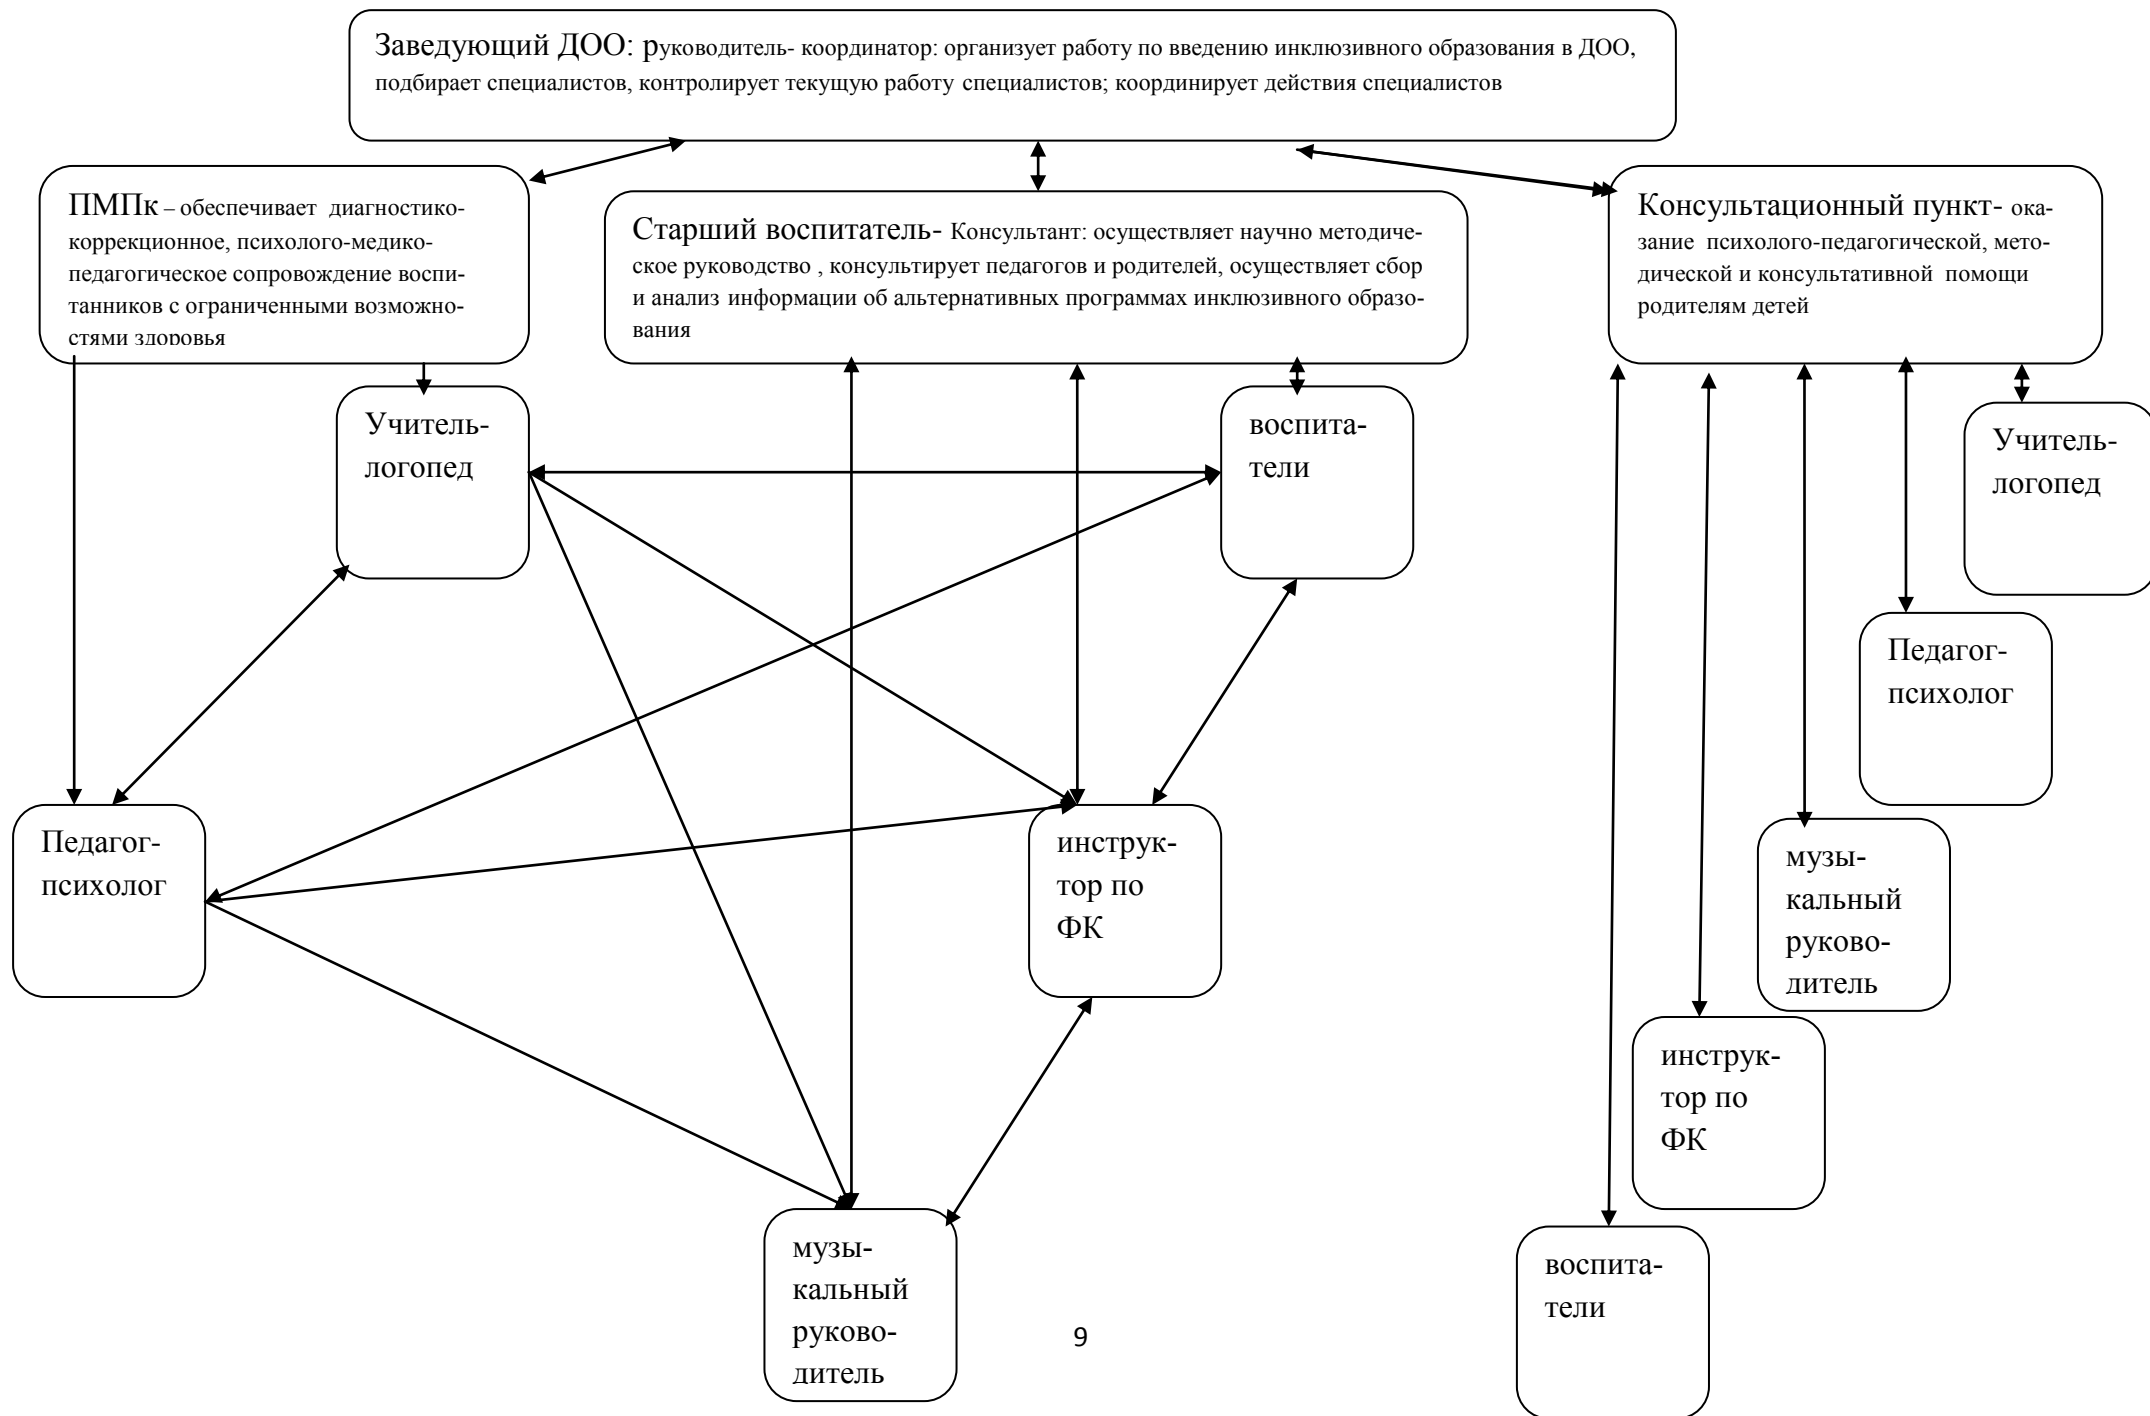 Заведующий ДОО: руководитель- координатор: организует работу по введению инклюзивного образования в ДОО,
подбирает специалистов, контролирует текущую работу специалистов; координирует действия специалистов
ПМПк – обеспечивает диагностико-
коррекционное, психолого-медико-
педагогическое сопровождение воспи-
танников с ограниченными возможно-
стями здоровья
Старший воспитатель- Консультант: осуществляет научно методиче-
ское руководство , консультирует педагогов и родителей, осуществляет сбор
и анализ информации об альтернативных программах инклюзивного образо-
вания
Консультационный пункт- ока-
зание психолого-педагогической, мето-
дической и консультативной помощи
родителям детей
Учитель-
логопед
воспита-
тели
Учитель-
логопед
Педагог-
психолог
Педагог-
психолог
инструк-
тор по
ФК
музы-
кальный
руково-
дитель
инструк-
тор по
ФК
музы-
кальный
руково-
дитель
воспита-
тели
9